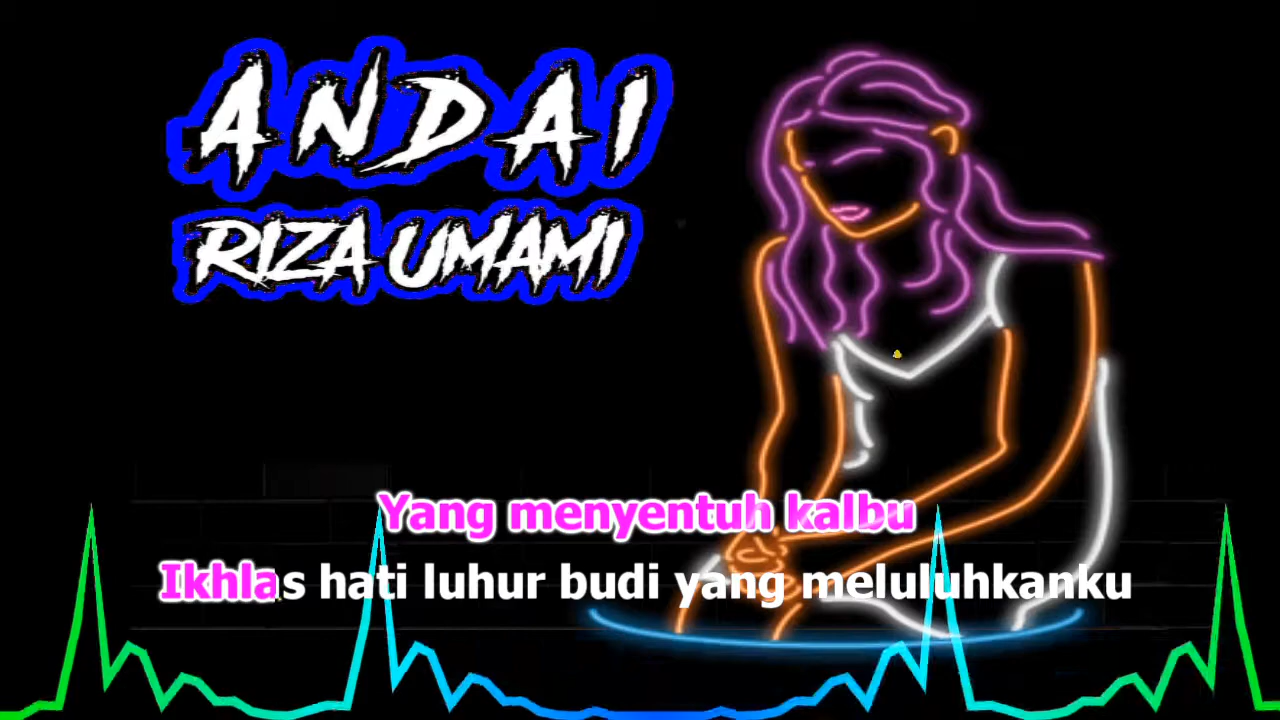 ANDAI
RIZA UMAMI
Yang menyentuh kalbu
Ikhlas hati luhur budi yang meluluhkanku